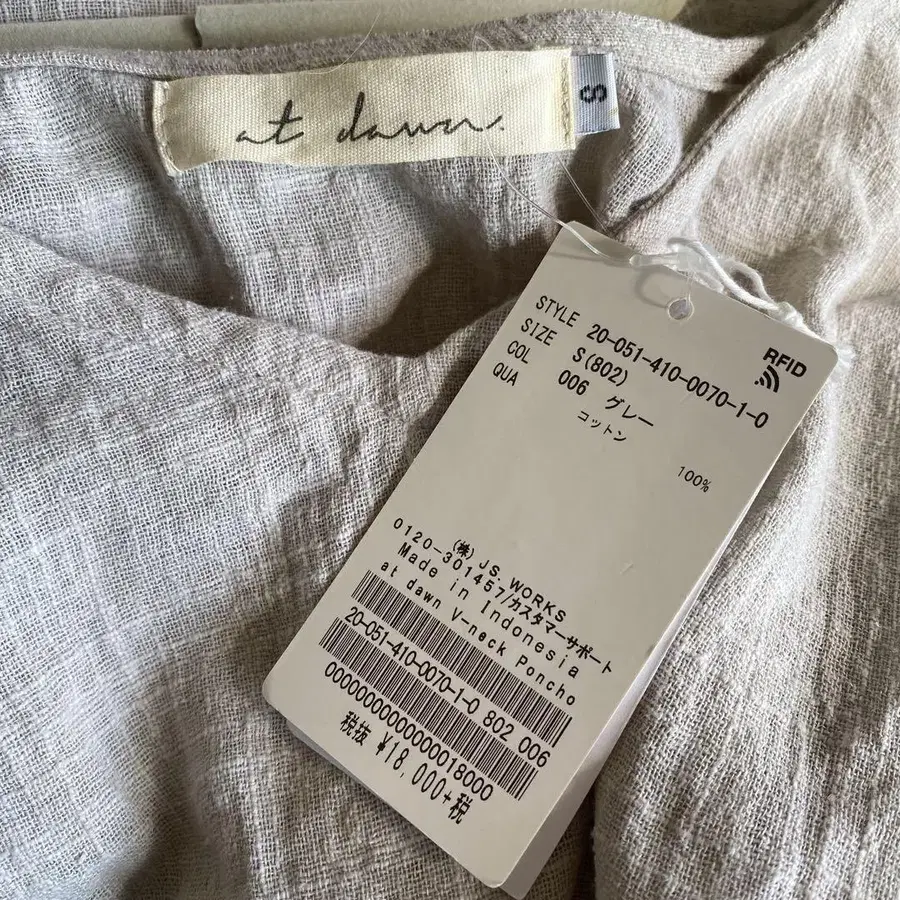 at dawn.
S
RFID
STYLE 20-051-410-0070-1-0
SIZE S(802)
COL 006 グレー
QUA コットン
100%
(株)JS.WORKS
0120-301457/カスタマーサポート
Made in Indonesia
at dawn V-neck Poncho
20-051-410-0070-1-0 802 006
0000000000000018000
税抜 ¥18,000+税